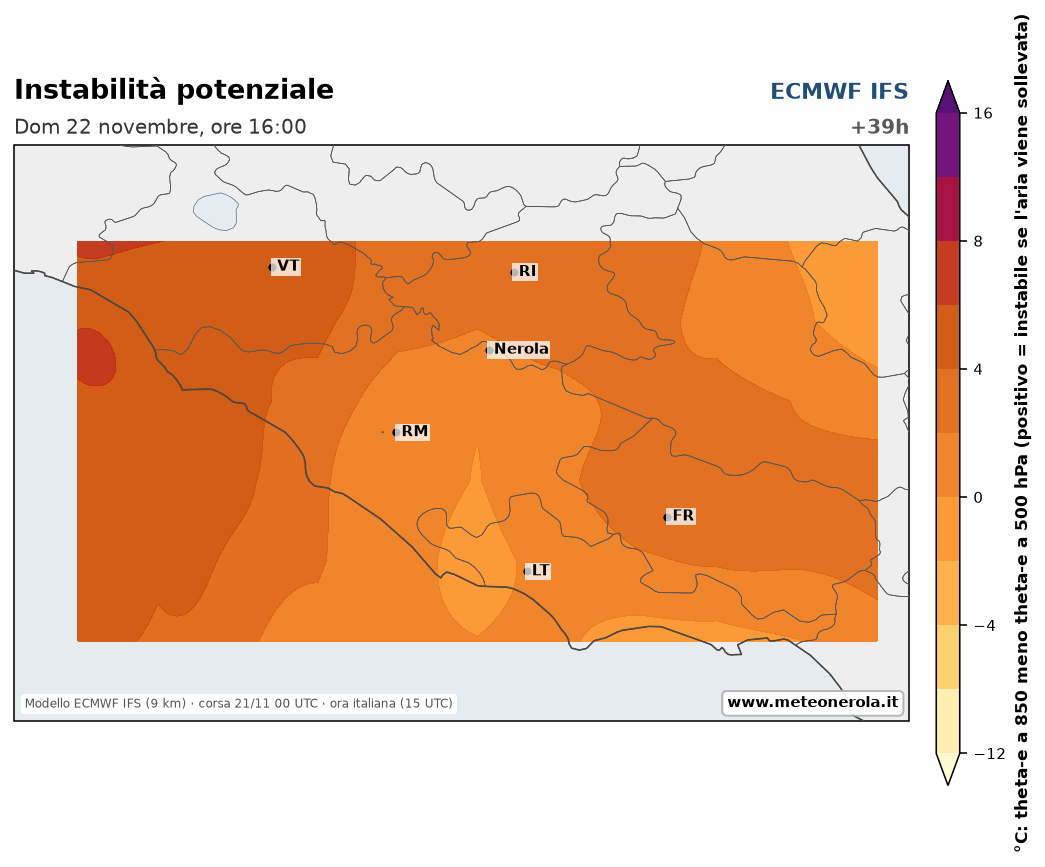 Instabilità potenziale
ECMWF IFS
Dom 22 novembre, ore 16:00
+39h
VT
RI
Nerola
RM
FR
LT
Modello ECMWF IFS (9 km) · corsa 21/11 00 UTC · ora italiana (15 UTC)
www.meteonerola.it
16
8
4
0
−4
−12
°C: theta-e a 850 meno theta-e a 500 hPa (positivo = instabile se l'aria viene sollevata)